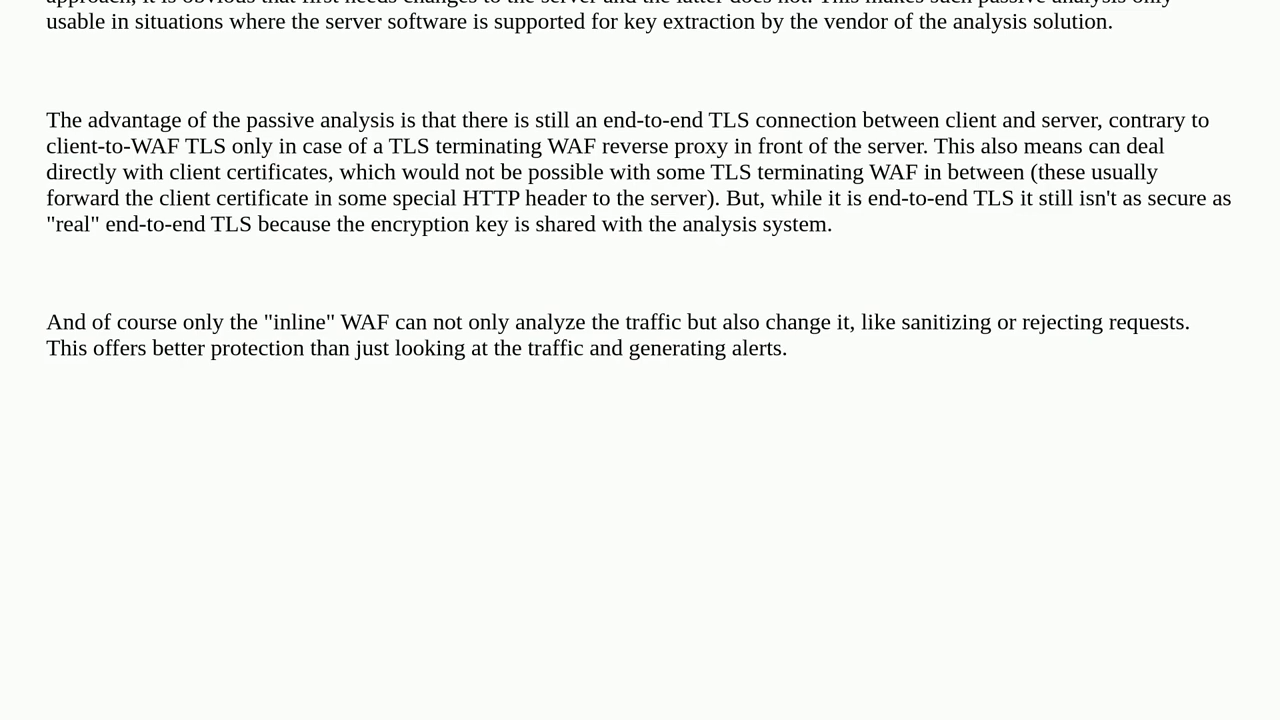 usable in situations where the server software is supported for key extraction by the vendor of the analysis solution.
The advantage of the passive analysis is that there is still an end-to-end TLS connection between client and server, contrary to
client-to-WAF TLS only in case of a TLS terminating WAF reverse proxy in front of the server. This also means can deal
directly with client certificates, which would not be possible with some TLS terminating WAF in between (these usually
forward the client certificate in some special HTTP header to the server). But, while it is end-to-end TLS it still isn't as secure as
"real" end-to-end TLS because the encryption key is shared with the analysis system.
And of course only the "inline" WAF can not only analyze the traffic but also change it, like sanitizing or rejecting requests.
This offers better protection than just looking at the traffic and generating alerts.